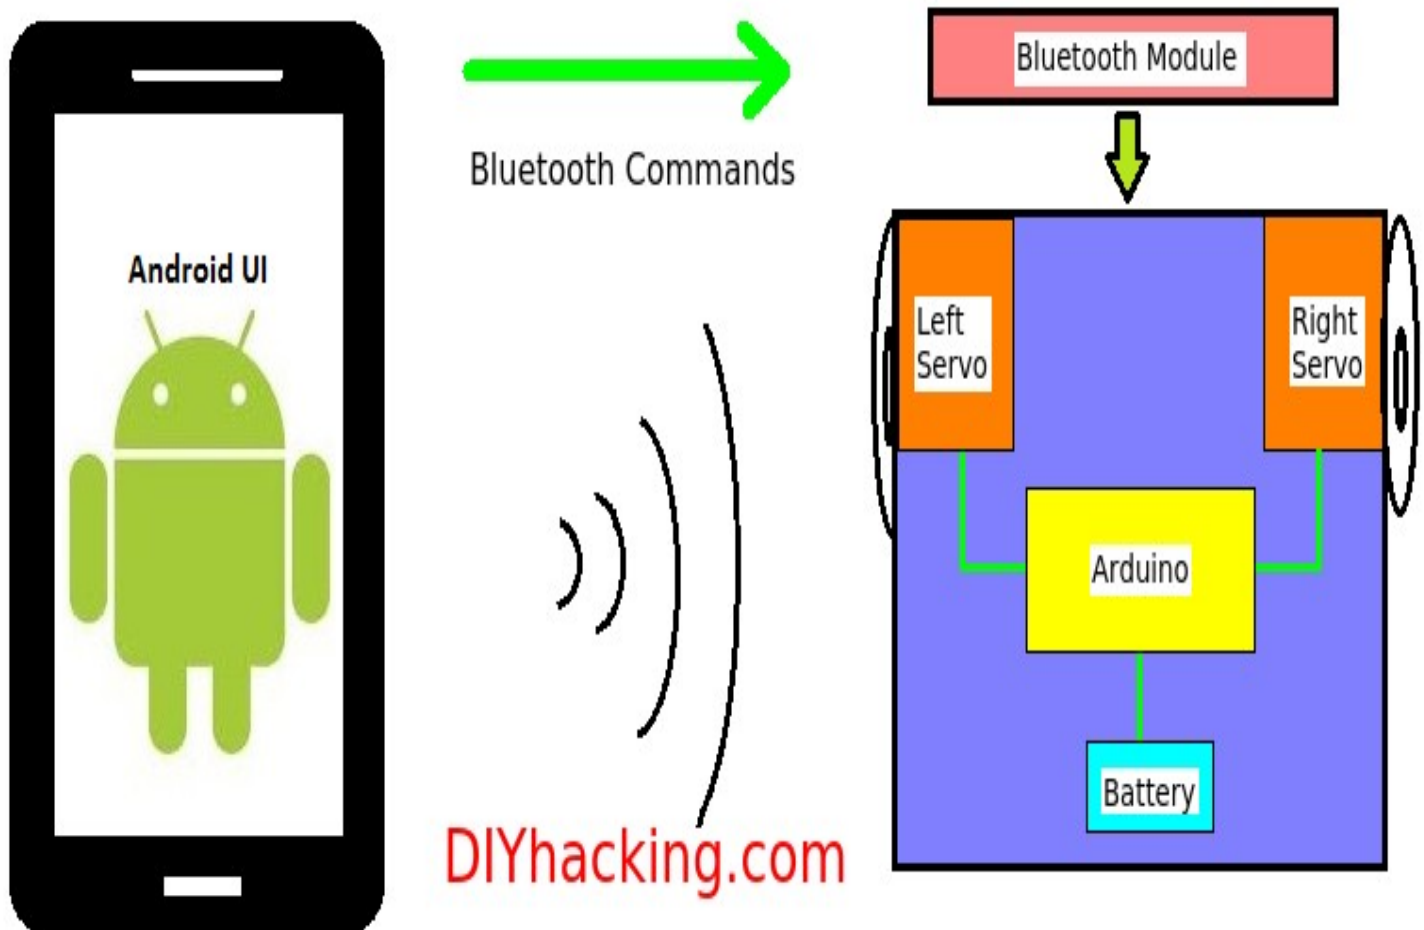 Bluetooth Module
Bluetooth Commands
Android UI
Left
Servo
Right
Servo
Arduino
Battery
DIYhacking.com